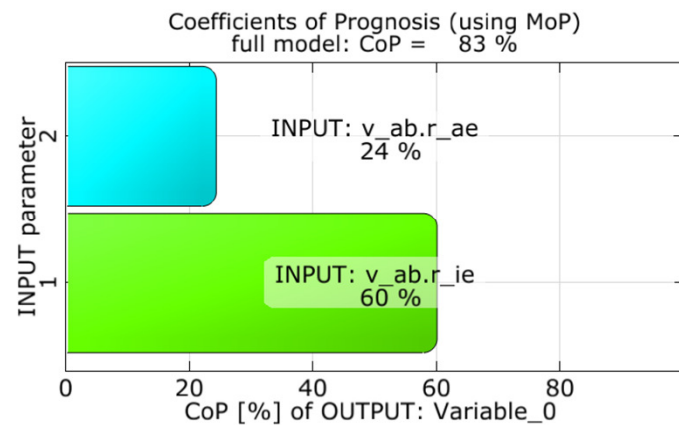 Coefficients of Prognosis (using MoP)
full model: CoP = 83 %
INPUT parameter
2
INPUT: v_ab.r_ae
24 %
1
INPUT: v_ab.r_ie
60 %
0 20 40 60 80
CoP [%] of OUTPUT: Variable_0